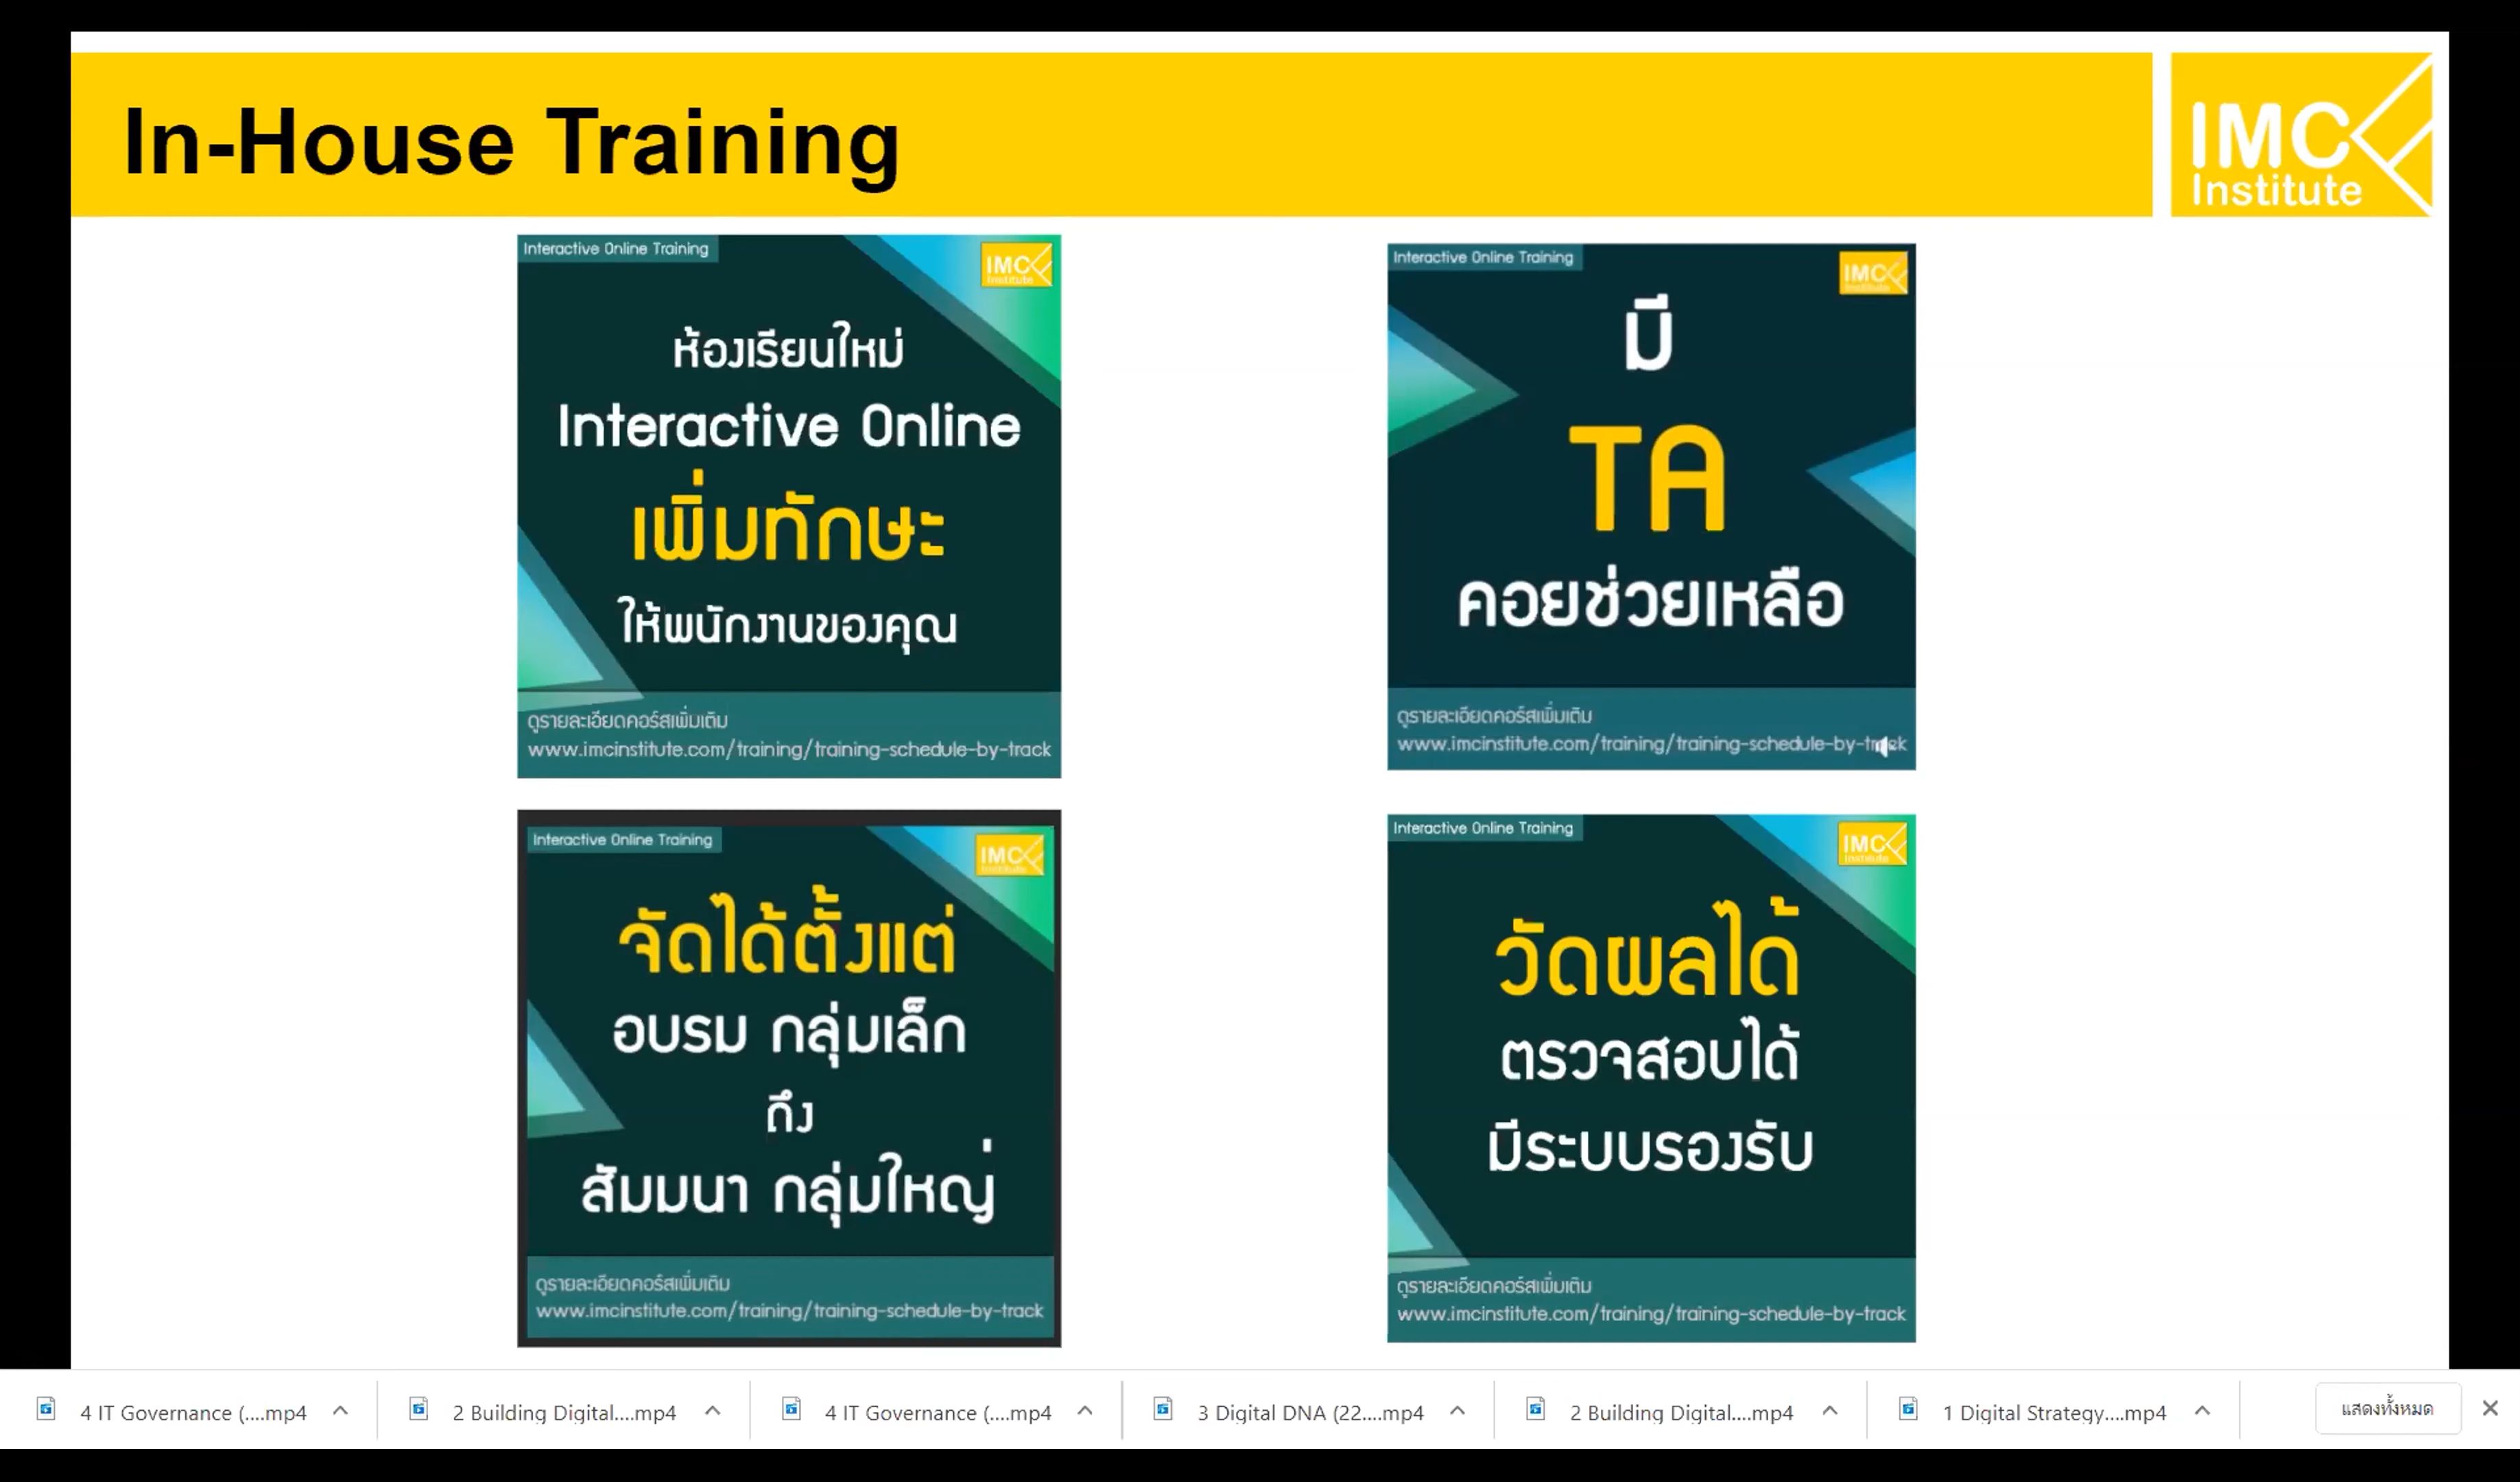 In-House Training
IMC
Institute
Interactive Online Training
IMC
Institute
ห้องเรียนใหม่
Interactive Online
เพิ่มทักษะ
ให้พนักงานของคุณ
ดูรายละเอียดคอร์สเพิ่มเติม
www.imcinstitute.com/training/training-schedule-by-track
Interactive Online Training
IMC
Institute
มี
TA
คอยช่วยเหลือ
ดูรายละเอียดคอร์สเพิ่มเติม
www.imcinstitute.com/training/training-schedule-by-track
Interactive Online Training
IMC
Institute
จัดได้ตั้งแต่
อบรม กลุ่มเล็ก
ถึง
สัมมนา กลุ่มใหญ่
ดูรายละเอียดคอร์สเพิ่มเติม
www.imcinstitute.com/training/training-schedule-by-track
Interactive Online Training
IMC
Institute
วัดผลได้
ตรวจสอบได้
มีระบบรองรับ
ดูรายละเอียดคอร์สเพิ่มเติม
www.imcinstitute.com/training/training-schedule-by-track
4 IT Governance (....mp4
2 Building Digital....mp4
4 IT Governance (....mp4
3 Digital DNA (22....mp4
2 Building Digital....mp4
1 Digital Strategy....mp4
แสดงทั้งหมด